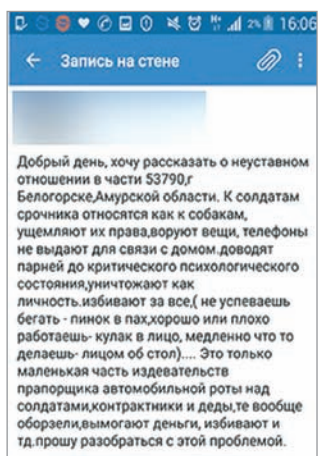 2% 16:06
Запись на стене
Добрый день, хочу рассказать о неуставном
отношении в части 53790,г
Белогорске,Амурской области. К солдатам
срочника относятся как к собакам,
ущемляют их права,воруют вещи, телефоны
не выдают для связи с домом.доводят
парней до критического психологического
состояния,уничтожают как
личность.избивают за все,( не успеваешь
бегать - пинок в пах,хорошо или плохо
работаешь- кулак в лицо, медленно что то
делаешь- лицом об стол).... Это только
маленькая часть издевательств
прапорщика автомобильной роты над
солдатами,контрактники и деды,те вообще
оборзели,вымогают деньги, избивают и
тд.прошу разобраться с этой проблемой.